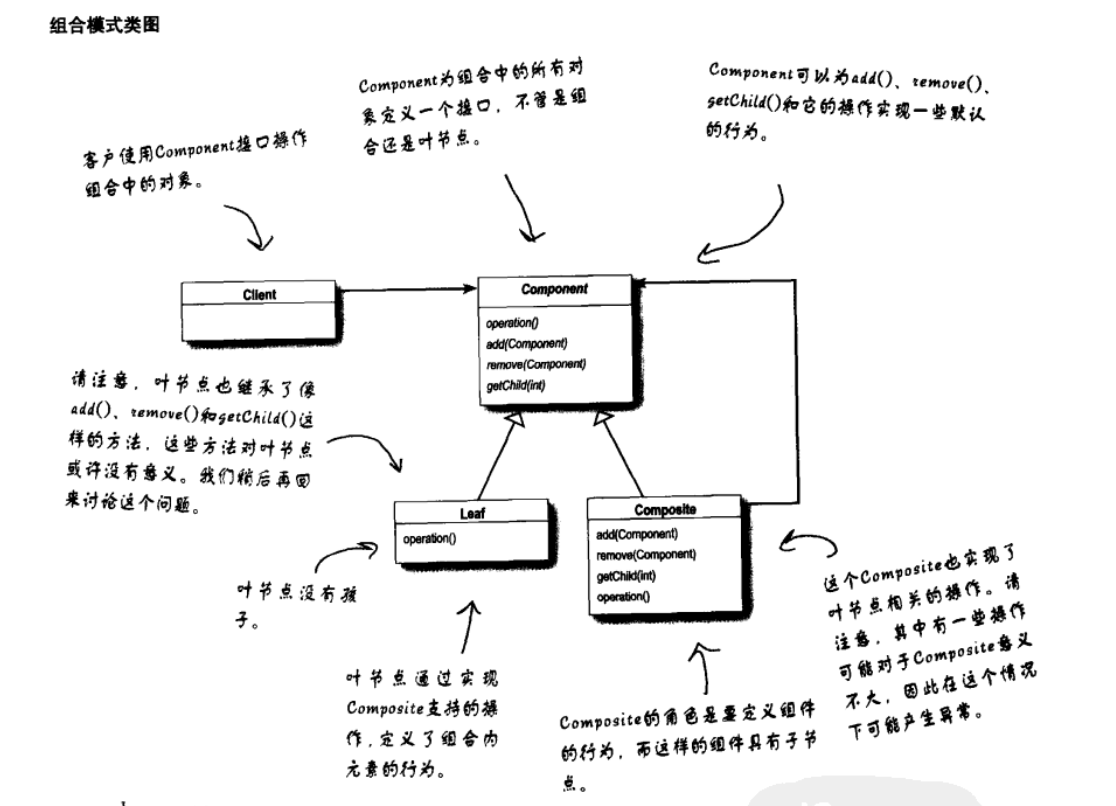 组合模式类图
Component为组合中的所有对
象定义一个接口，不管是组
合还是叶节点。
Component可以为add()、remove()、
getChild()和它的操作实现一些默认
的行为。
客户使用Component接口操作
组合中的对象。
Client
Component
operation()
add(Component)
remove(Component)
getChild(int)
请注意，叶节点也继承了像
add()、remove()和getChild()这
样的方法，这些方法对叶节点
或许没有意义。我们稍后再回
来讨论这个问题。
Leaf
operation()
Composite
add(Component)
remove(Component)
getChild(int)
operation()
叶节点没有孩
子。
这个Composite也实现了
叶节点相关的操作。请
注意，其中有一些操作
可能对于Composite意义
不大，因此在这个情况
下可能产生异常。
叶节点通过实现
Composite支持的操
作，定义了组合内
元素的行为。
Composite的角色是要定义组件
的行为，而这样的组件具有子节
点。